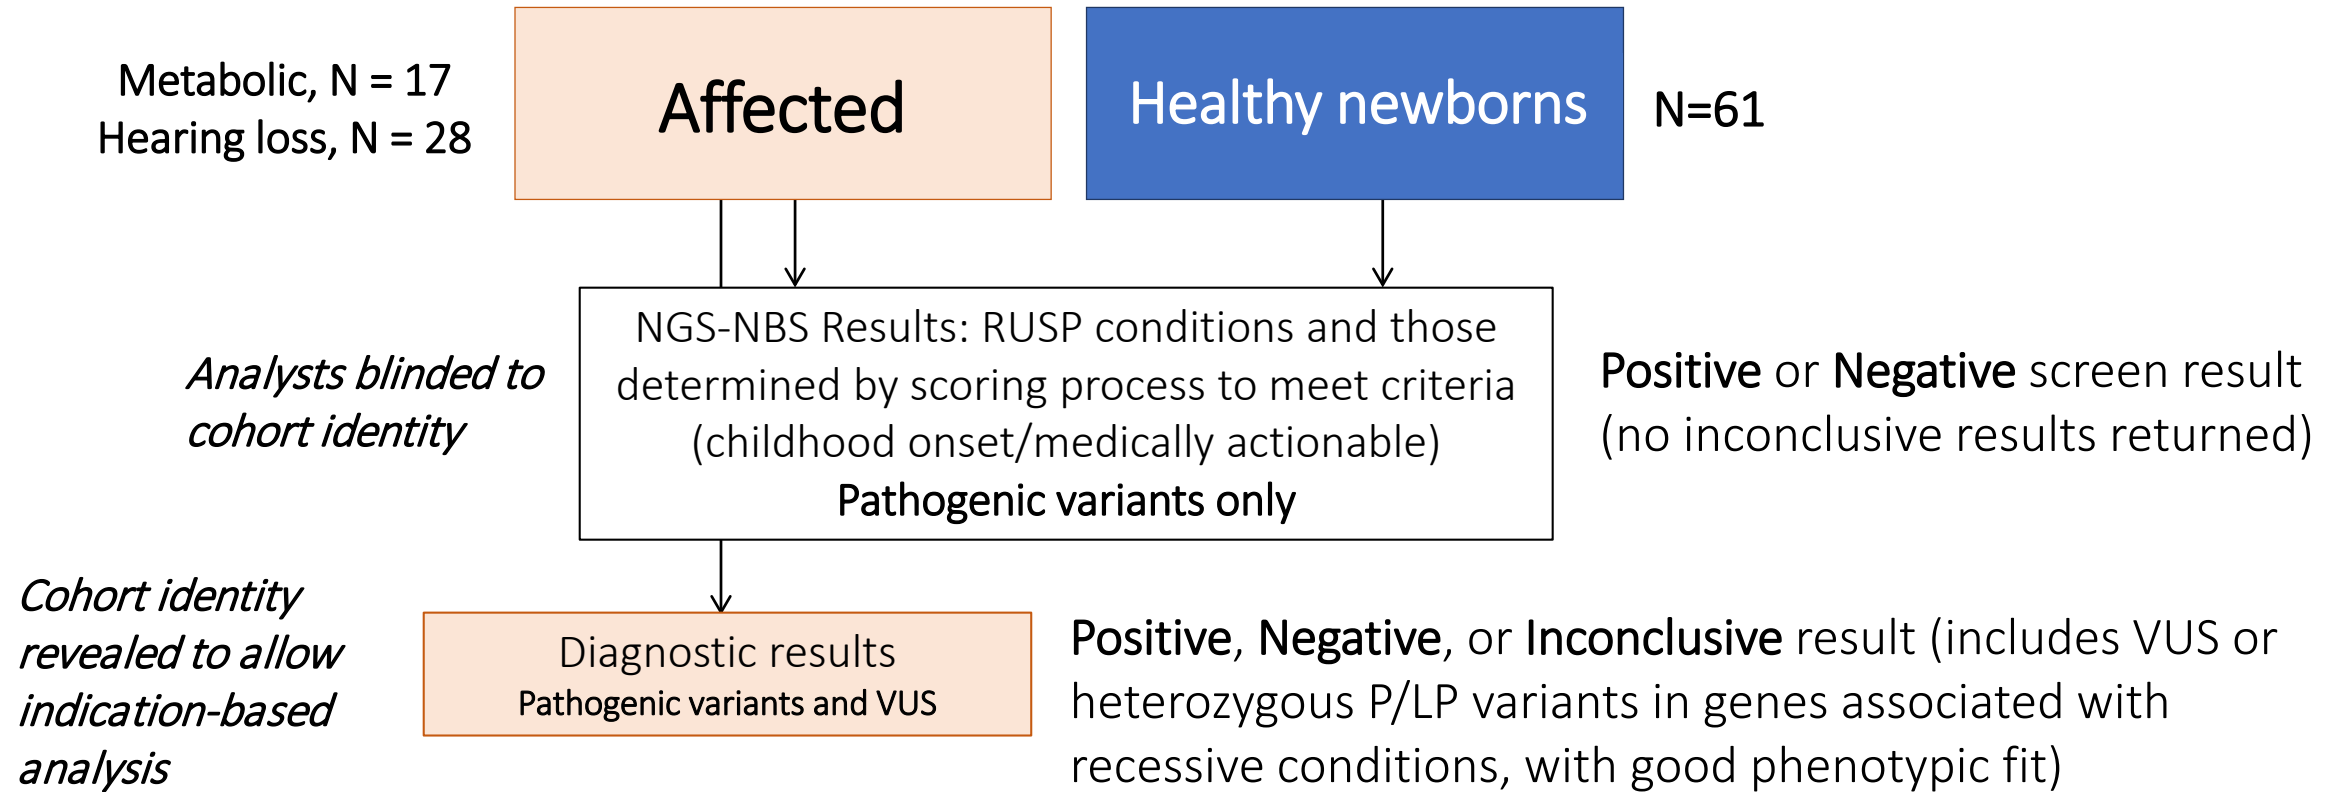 Metabolic, N = 17
Hearing loss, N = 28
Affected
Healthy newborns
N=61
Analysts blinded to
cohort identity
NGS-NBS Results: RUSP conditions and those
determined by scoring process to meet criteria
(childhood onset/medically actionable)
Pathogenic variants only
Positive or Negative screen result
(no inconclusive results returned)
Cohort identity
revealed to allow
indication-based
analysis
Diagnostic results
Pathogenic variants and VUS
Positive, Negative, or Inconclusive result (includes VUS or
heterozygous P/LP variants in genes associated with
recessive conditions, with good phenotypic fit)